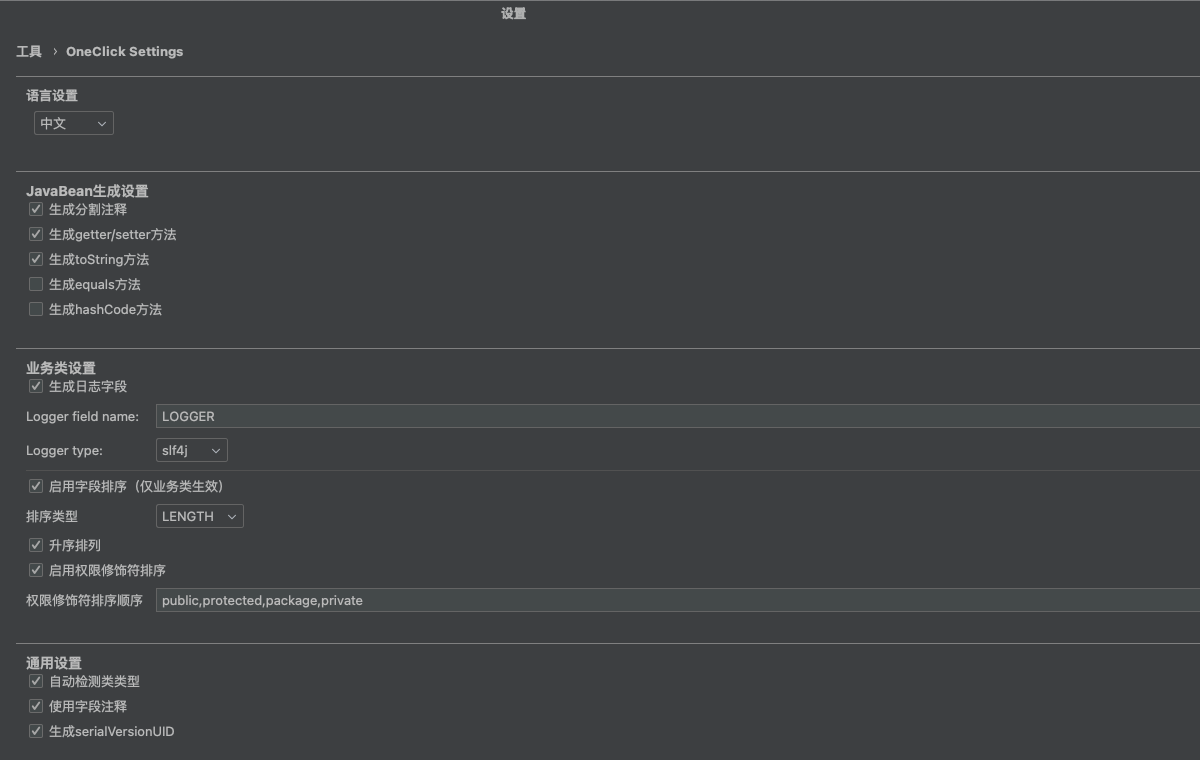 设置
工具 › OneClick Settings
语言设置
中文
JavaBean生成设置
生成分割注释
生成getter/setter方法
生成toString方法
生成equals方法
生成hashCode方法
业务类设置
生成日志字段
Logger field name: LOGGER
Logger type: slf4j
启用字段排序（仅业务类生效）
排序类型 LENGTH
升序排列
启用权限修饰符排序
权限修饰符排序顺序 public,protected,package,private
通用设置
自动检测类类型
使用字段注释
生成serialVersionUID